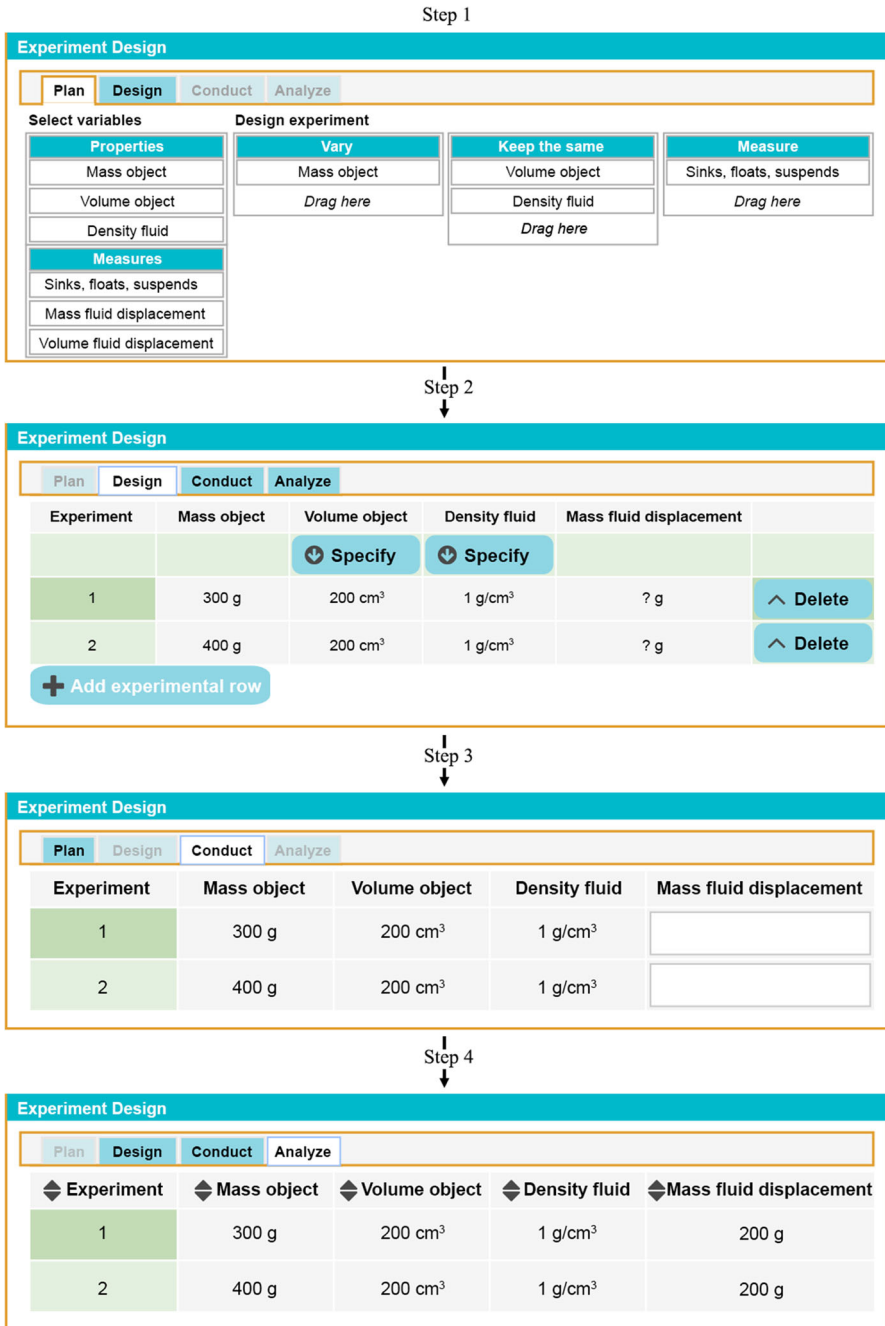 Step 1
Experiment Design
Plan Design Conduct Analyze
Select variables Design experiment
Properties Vary Keep the same Measure
Mass object Mass object Volume object Sinks, floats, suspends
Volume object Drag here Density fluid Drag here
Density fluid Drag here
Measures
Sinks, floats, suspends
Mass fluid displacement
Volume fluid displacement
Step 2
Experiment Design
Plan Design Conduct Analyze
Experiment Mass object Volume object Density fluid Mass fluid displacement
Specify Specify
1 300 g 200 cm³ 1 g/cm³ ? g Delete
2 400 g 200 cm³ 1 g/cm³ ? g Delete
Add experimental row
Step 3
Experiment Design
Plan Design Conduct Analyze
Experiment Mass object Volume object Density fluid Mass fluid displacement
1 300 g 200 cm³ 1 g/cm³
2 400 g 200 cm³ 1 g/cm³
Step 4
Experiment Design
Plan Design Conduct Analyze
Experiment Mass object Volume object Density fluid Mass fluid displacement
1 300 g 200 cm³ 1 g/cm³ 200 g
2 400 g 200 cm³ 1 g/cm³ 200 g